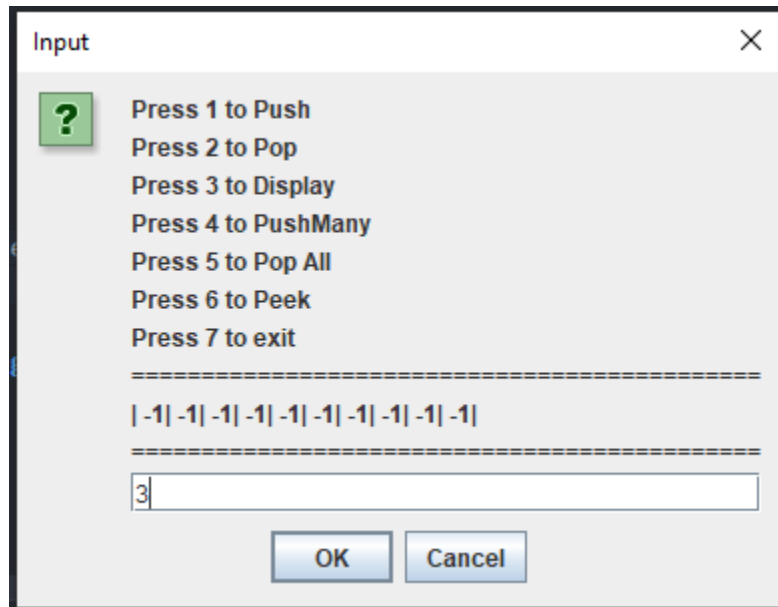 Input
?
Press 1 to Push
Press 2 to Pop
Press 3 to Display
Press 4 to PushMany
Press 5 to Pop All
Press 6 to Peek
Press 7 to exit
=============================================
| -1| -1| -1| -1| -1| -1| -1| -1| -1| -1|
=============================================
3
OK Cancel